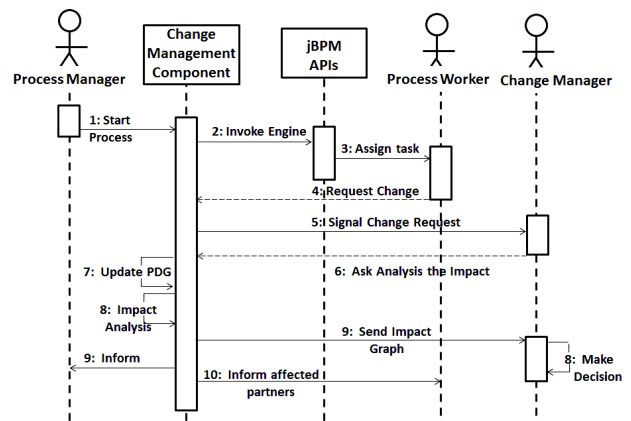 Change
Management
Component
jBPM
APIs
Process Manager
Process Worker
Change Manager
1: Start
Process
2: Invoke Engine
3: Assign task
4: Request Change
5: Signal Change Request
6: Ask Analysis the Impact
7: Update PDG
8: Impact
Analysis
9: Send Impact
Graph
9: Inform
8: Make
Decision
10: Inform affected
partners